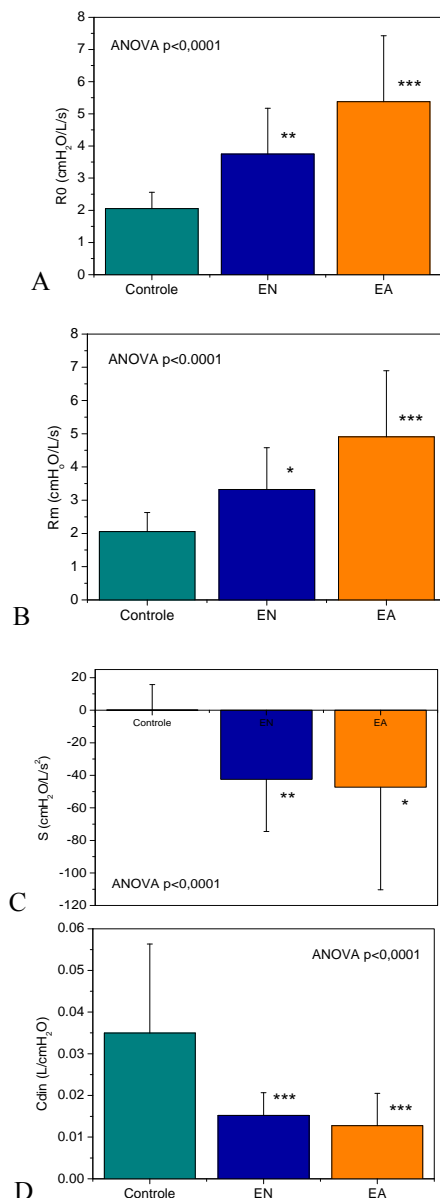 8
ANOVA p<0,0001
7
6
5
4
3
2
1
0
R0 (cmH₂O/L/s)
**
***
Controle
EN
EA
A
8
ANOVA p<0.0001
7
6
5
4
3
2
1
0
Rm (cmHₒO/L/s)
*
***
Controle
EN
EA
B
20
0
-20
-40
-60
-80
-100
-120
S (cmH₂O/L/s²)
Controle
EN
EA
**
*
ANOVA p<0,0001
C
0.06
0.05
0.04
0.03
0.02
0.01
0.00
Cdin (L/cmH₂O)
ANOVA p<0,0001
***
***
Controle
EN
EA
D